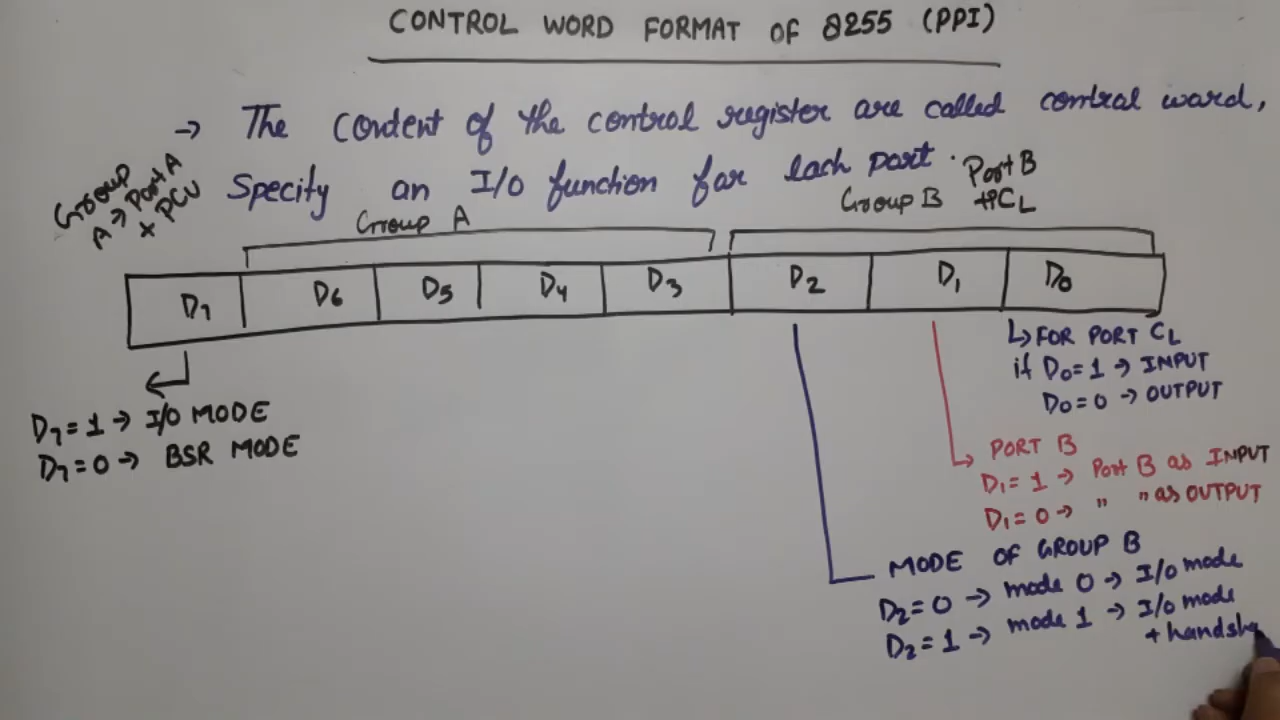 CONTROL WORD FORMAT OF 8255 (PPI)
→ The content of the control register are called control word,
Specify an I/O function for each port.
Group
A → Port A
+ PCU
Group A
Group B Port B
+PCL
D7 D6 D5 D4 D3 D2 D1 D0
D7 = 1 → I/O MODE
D7 = 0 → BSR MODE
↳ FOR PORT CL
if D0 = 1 → INPUT
D0 = 0 → OUTPUT
PORT B
D1 = 1 → Port B as INPUT
D1 = 0 → " " as OUTPUT
MODE OF GROUP B
D2 = 0 → mode 0 → I/O mode
D2 = 1 → mode 1 → I/O mode
+ handsha